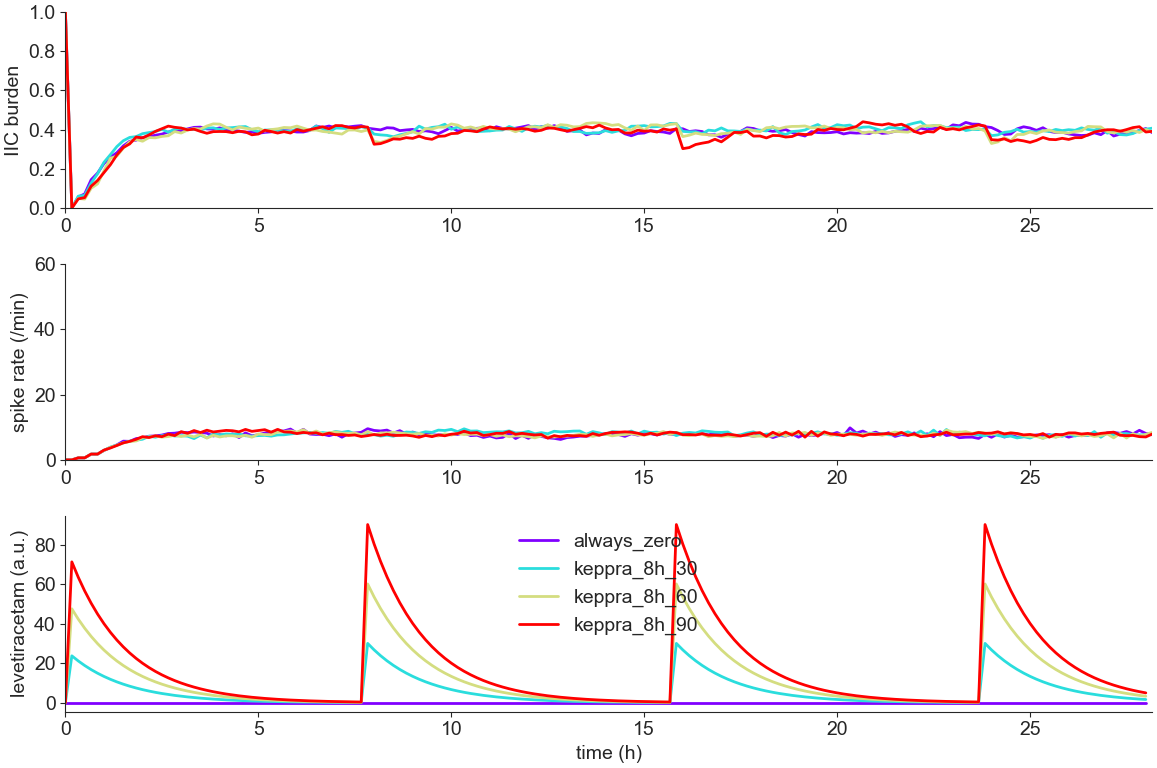 IIC burden
1.0
0.8
0.6
0.4
0.2
0.0
0 5 10 15 20 25
spike rate (/min)
60
40
20
0
0 5 10 15 20 25
levetiracetam (a.u.)
80
60
40
20
0
always_zero
keppra_8h_30
keppra_8h_60
keppra_8h_90
0 5 10 15 20 25
time (h)